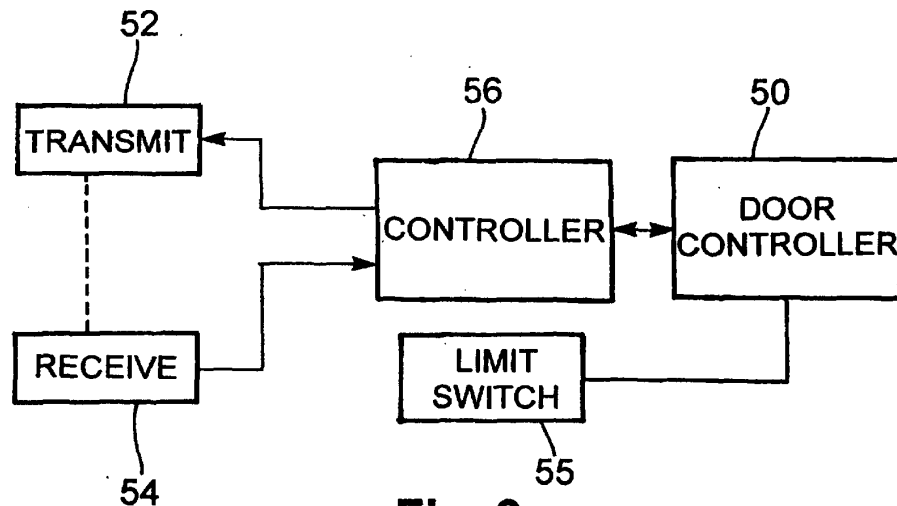 52
TRANSMIT
56
50
CONTROLLER
DOOR
CONTROLLER
RECEIVE
LIMIT
SWITCH
54
55